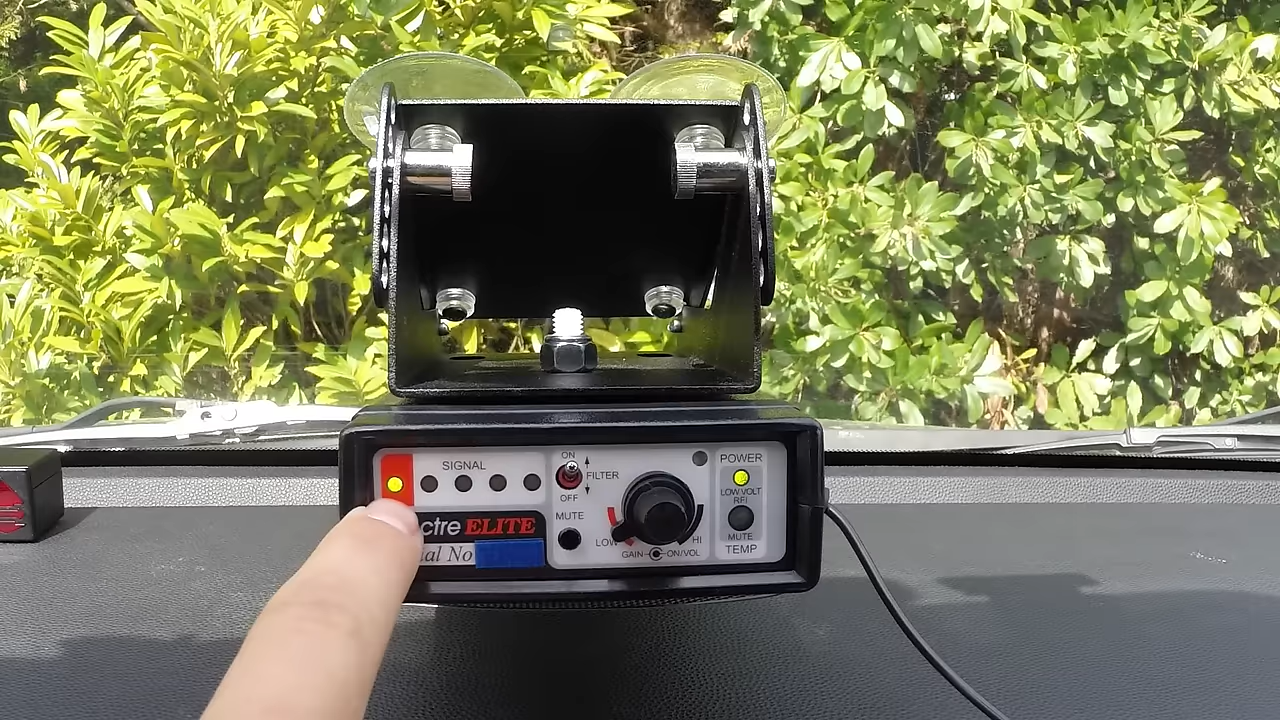 SIGNAL
ON
FILTER
OFF
MUTE
LOW
HI
GAIN
ON/VOL
POWER
LOW VOLT
RFI
MUTE
TEMP
ctre ELITE
al No